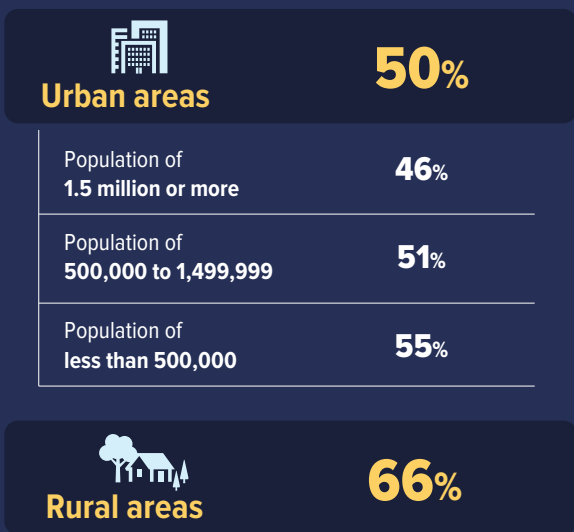 Urban areas
50%
Population of
1.5 million or more
46%
Population of
500,000 to 1,499,999
51%
Population of
less than 500,000
55%
Rural areas
66%